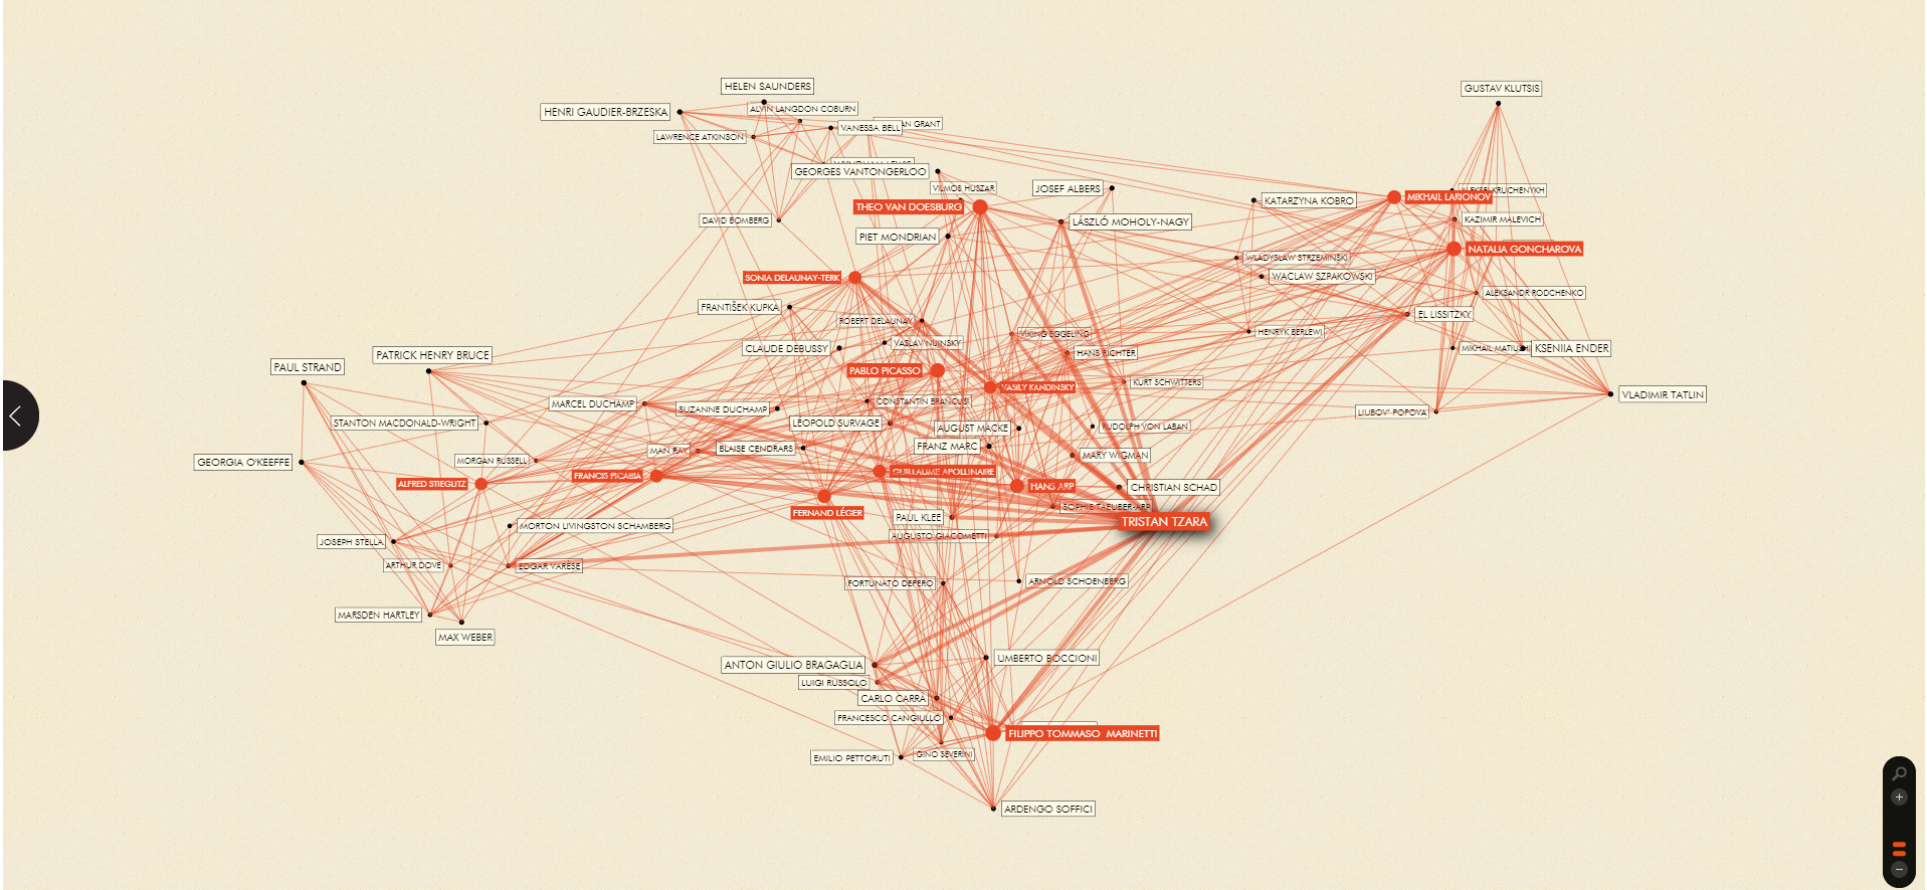 HELEN SAUNDERS
GUSTAV KLUTSIS
HENRI GAUDIER-BRZESKA
ALVIN LANGDON COBURN
VANESSA BELL
GRANT
LAWRENCE ATKINSON
GEORGES VANTONGERLOO
VILMOS HUSZAR
JOSEF ALBERS
KRUCHENYKH
MIKHAIL LARIONOV
KATARZYNA KOBRO
THEO VAN DOESBURG
DAVID BOMBERG
LÁSZLÓ MOHOLY-NAGY
KAZIMIR MALEVICH
PIET MONDRIAN
NATALIA GONCHAROVA
WLADYSLAW STRZEMINSKI
SONIA DELAUNAY-TERK
WACLAW SZPAKOWSKI
ALEKSANDR RODCHENKO
FRANTIŠEK KUPKA
EL LISSITZKY
ROBERT DELAUNAY
VIKING EGGELING
HENRYK BERLEWI
VASLAV NIJINSKY
CLAUDE DEBUSSY
MIKHAIL
KSENIIA ENDER
HANS RICHTER
PATRICK HENRY BRUCE
PAUL STRAND
PABLO PICASSO
KURT SCHWITTERS
VASILY KANDINSKY
VLADIMIR TATLIN
CONSTANTIN BRANCUSI
MARCEL DUCHAMP
SUZANNE DUCHAMP
LIUBOV POPOVA
STANTON MACDONALD-WRIGHT
LÉOPOLD SURVAGE
RUDOLPH VON LABAN
AUGUST MACKE
FRANZ MARC
MAN RAY
BLAISE CENDRARS
MARY WIGMAN
GEORGIA O'KEEFFE
MORGAN RUSSELL
GUILLAUME APOLLINAIRE
FRANCIS PICABIA
ALFRED STIEGLITZ
HANS ARP
CHRISTIAN SCHAD
SOPHIE TAEUBER-ARP
FERNAND LÉGER
PAUL KLEE
TRISTAN TZARA
MORTON LIVINGSTON SCHAMBERG
AUGUSTO GIACOMETTI
JOSEPH STELLA
ARTHUR DOVE
EDGAR VARÈSE
FORTUNATO DEPERO
ARNOLD SCHOENBERG
MARSDEN HARTLEY
MAX WEBER
UMBERTO BOCCIONI
ANTON GIULIO BRAGAGLIA
LUIGI RUSSOLO
CARLO CARRÀ
FRANCESCO CANGIULLO
FILIPPO TOMMASO MARINETTI
GINO SEVERINI
EMILIO PETTORUTI
ARDENGO SOFFICI